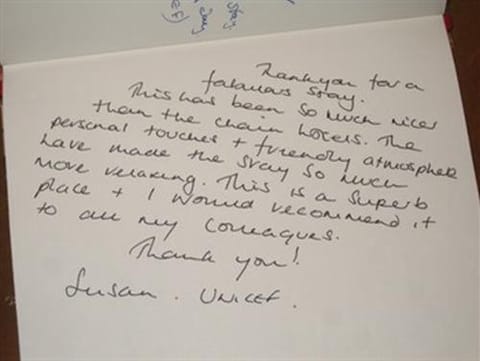 Stay.
Thankyou for a
fabulous stay.
This has been so much nicer
than the chain hotels. The
personal touches + friendly atmosphere
have made the stay so much
more relaxing. This is a superb
place + I would recommend it
to all my colleagues.
Thank you!
Susan. UNICEF.